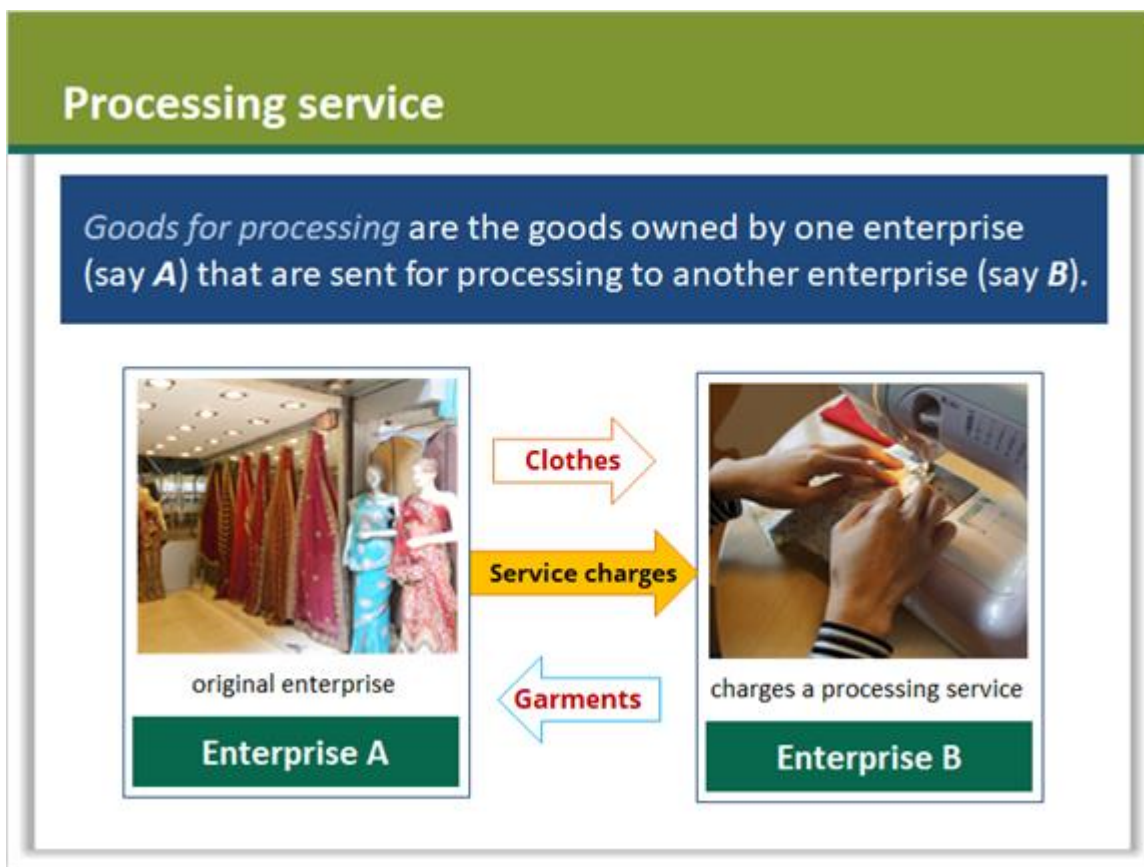 Processing service
Goods for processing are the goods owned by one enterprise
(say A) that are sent for processing to another enterprise (say B).
Clothes
Service charges
Garments
original enterprise
Enterprise A
charges a processing service
Enterprise B